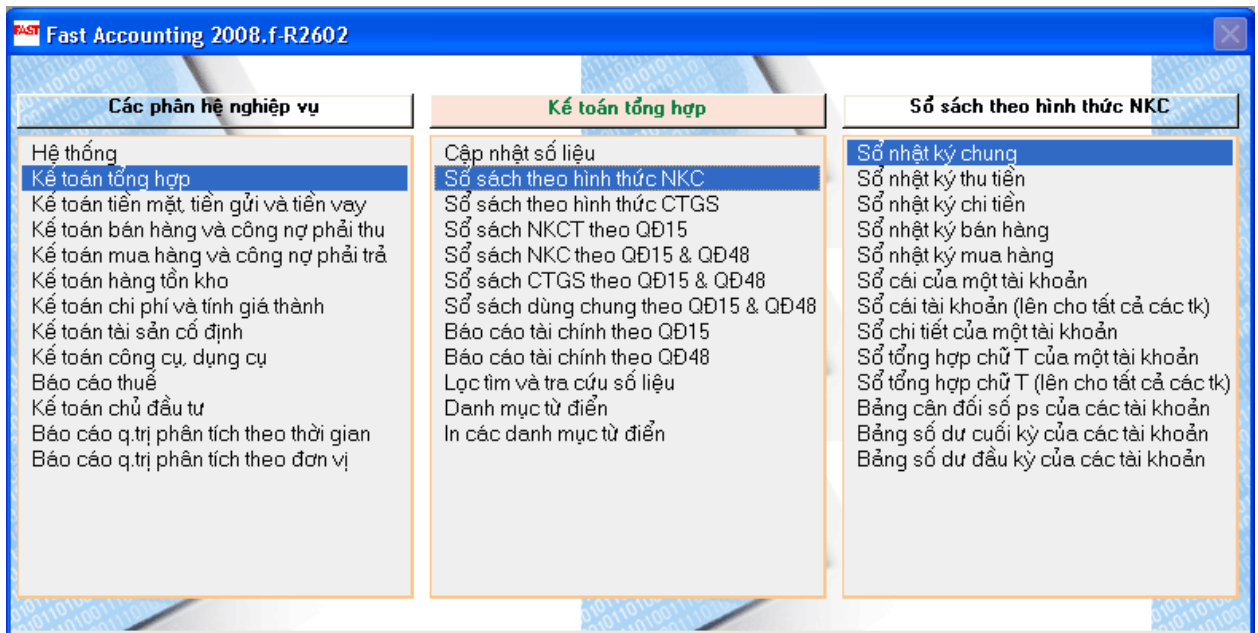 FAST Fast Accounting 2008.f-R2602
Các phân hệ nghiệp vụ
Hệ thống
Kế toán tổng hợp
Kế toán tiền mặt, tiền gửi và tiền vay
Kế toán bán hàng và công nợ phải thu
Kế toán mua hàng và công nợ phải trả
Kế toán hàng tồn kho
Kế toán chi phí và tính giá thành
Kế toán tài sản cố định
Kế toán công cụ, dụng cụ
Báo cáo thuế
Kế toán chủ đầu tư
Báo cáo q.trị phân tích theo thời gian
Báo cáo q.trị phân tích theo đơn vị
Kế toán tổng hợp
Cập nhật số liệu
Sổ sách theo hình thức NKC
Sổ sách theo hình thức CTGS
Sổ sách NKCT theo QĐ15
Sổ sách NKC theo QĐ15 & QĐ48
Sổ sách CTGS theo QĐ15 & QĐ48
Sổ sách dùng chung theo QĐ15 & QĐ48
Báo cáo tài chính theo QĐ15
Báo cáo tài chính theo QĐ48
Lọc tìm và tra cứu số liệu
Danh mục từ điển
In các danh mục từ điển
Sổ sách theo hình thức NKC
Sổ nhật ký chung
Sổ nhật ký thu tiền
Sổ nhật ký chi tiền
Sổ nhật ký bán hàng
Sổ nhật ký mua hàng
Sổ cái của một tài khoản
Sổ cái tài khoản (lên cho tất cả các tk)
Sổ chi tiết của một tài khoản
Sổ tổng hợp chữ T của một tài khoản
Sổ tổng hợp chữ T (lên cho tất cả các tk)
Bảng cân đối số ps của các tài khoản
Bảng số dư cuối kỳ của các tài khoản
Bảng số dư đầu kỳ của các tài khoản